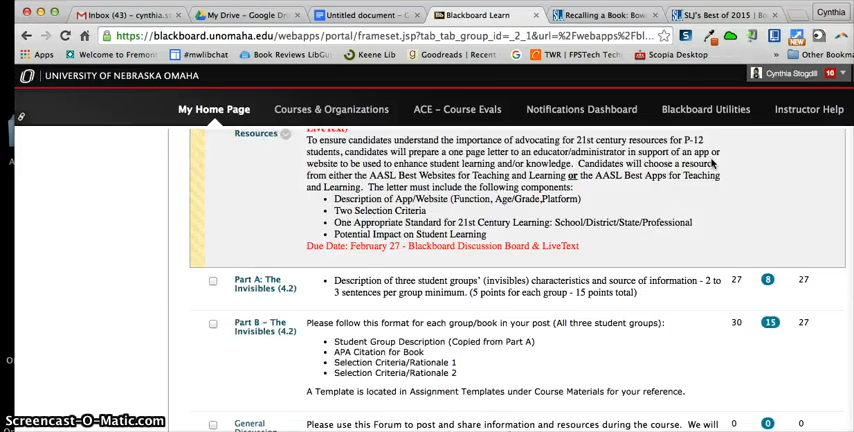 Inbox (43) - cynthia.s
My Drive - Google Dr
Untitled document - G
Blackboard Learn
Recalling a Book: Bow
SLJ's Best of 2015 |
Cynthia
https://blackboard.unomaha.edu/webapps/portal/frameset.jsp?tab_tab_group_id=_2_1&url=%2Fwebapps%2Fbl...
Apps
Welcome to Fremont
#mwlibchat
Book Reviews LibGu
Keene Lib
Goodreads | Recent
TWR / FPSTech Tech
Scopia Desktop
Other Bookma
NEW
UNIVERSITY OF NEBRASKA OMAHA
Cynthia Stogdill 10
My Home Page
Courses & Organizations
ACE - Course Evals
Notifications Dashboard
Blackboard Utilities
Instructor Help
LiveText)
Resources
To ensure candidates understand the importance of advocating for 21st century resources for P-12
students, candidates will prepare a one page letter to an educator/administrator in support of an app or
website to be used to enhance student learning and/or knowledge. Candidates will choose a resource
from either the AASL Best Websites for Teaching and Learning or the AASL Best Apps for Teaching
and Learning. The letter must include the following components:
• Description of App/Website (Function, Age/Grade,Platform)
• Two Selection Criteria
• One Appropriate Standard for 21st Century Learning: School/District/State/Professional
• Potential Impact on Student Learning
Due Date: February 27 - Blackboard Discussion Board & LiveText
Part A: The
Invisibles (4.2)
• Description of three student groups' (invisibles) characteristics and source of information - 2 to
3 sentences per group minimum. (5 points for each group - 15 points total)
27 8 27
Part B - The
Invisibles (4.2)
Please follow this format for each group/book in your post (All three student groups):
30 15 27
• Student Group Description (Copied from Part A)
• APA Citation for Book
• Selection Criteria/Rationale 1
• Selection Criteria/Rationale 2
A Template is located in Assignment Templates under Course Materials for your reference.
General
Please use this Forum to post and share information and resources during the course. We will
0 0 0
Screencast-O-Matic.com